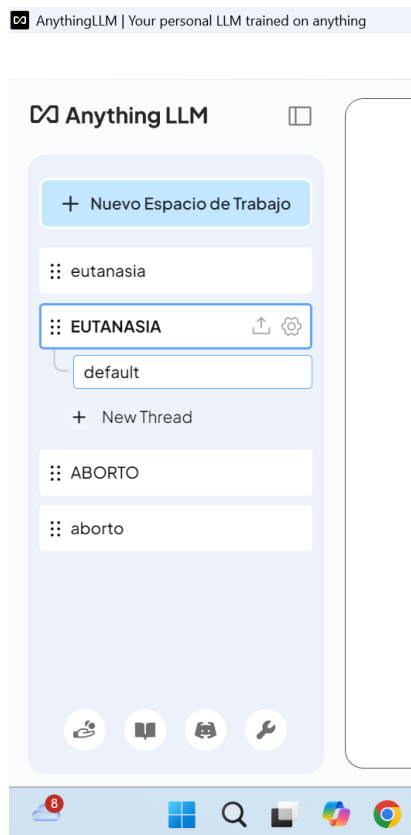 AnythingLLM | Your personal LLM trained on anything
Anything LLM
+ Nuevo Espacio de Trabajo
eutanasia
EUTANASIA
default
+ New Thread
ABORTO
aborto
8